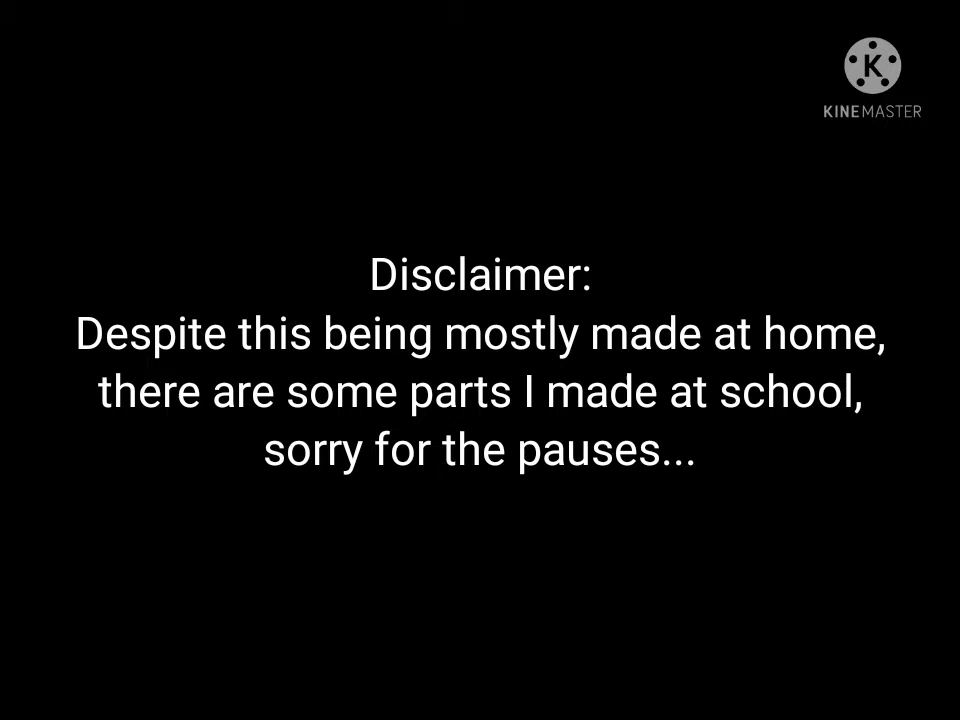 K
KINEMASTER
Disclaimer:
Despite this being mostly made at home,
there are some parts I made at school,
sorry for the pauses...